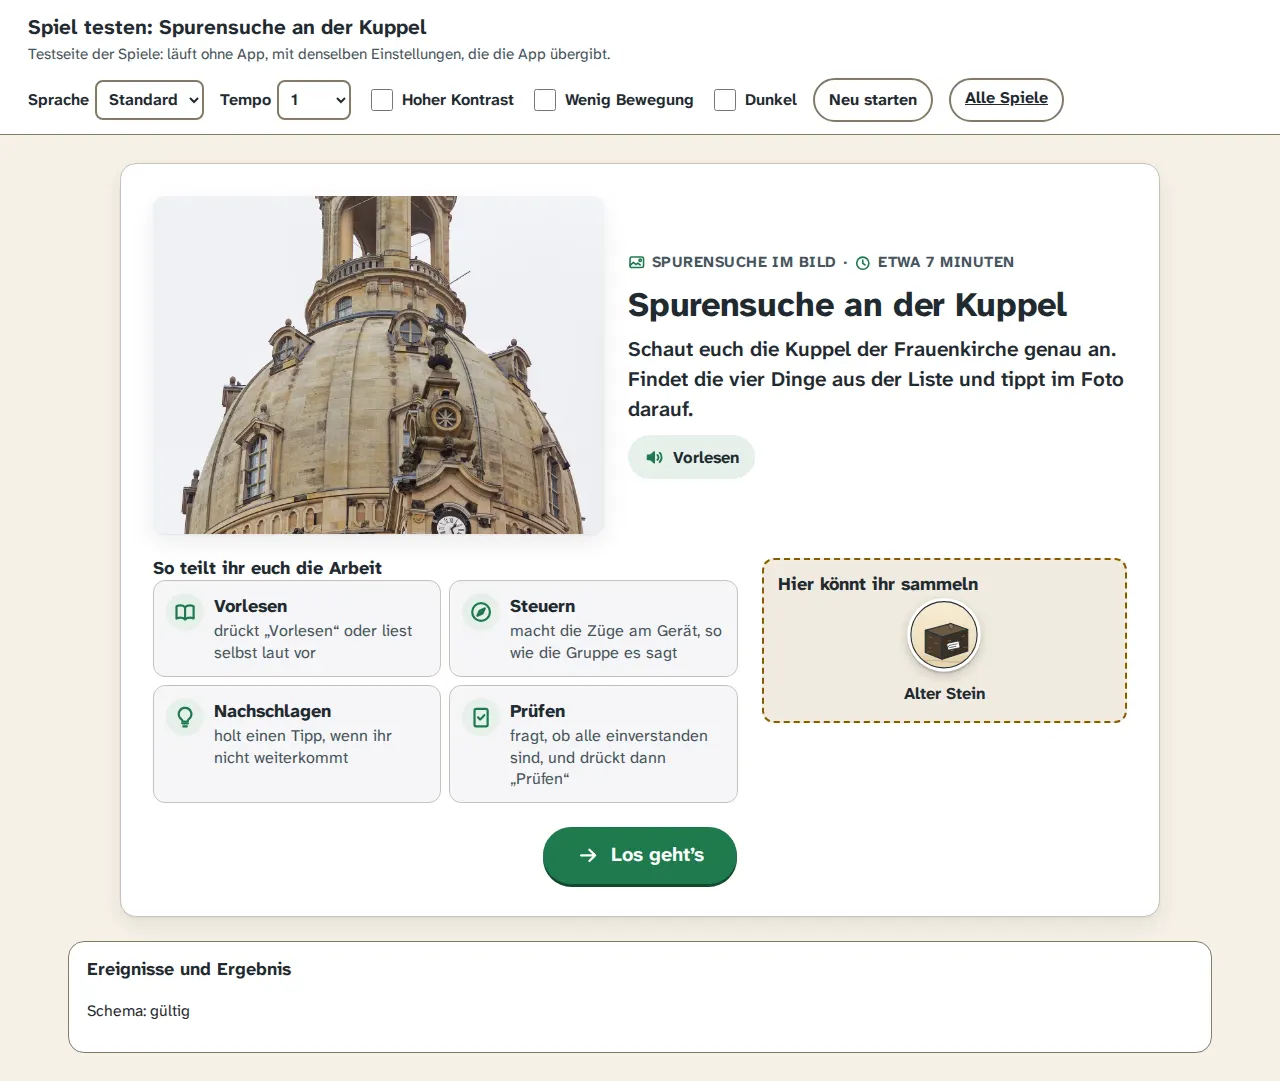 Spiel testen: Spurensuche an der Kuppel
Testseite der Spiele: läuft ohne App, mit denselben Einstellungen, die die App übergibt.
Sprache Standard Tempo 1 Hoher Kontrast Wenig Bewegung Dunkel Neu starten Alle Spiele
SPURENSUCHE IM BILD · ETWA 7 MINUTEN
Spurensuche an der Kuppel
Schaut euch die Kuppel der Frauenkirche genau an.
Findet die vier Dinge aus der Liste und tippt im Foto
darauf.
Vorlesen
So teilt ihr euch die Arbeit
Vorlesen
drückt „Vorlesen“ oder liest
selbst laut vor
Steuern
macht die Züge am Gerät, so
wie die Gruppe es sagt
Nachschlagen
holt einen Tipp, wenn ihr
nicht weiterkommt
Prüfen
fragt, ob alle einverstanden
sind, und drückt dann
„Prüfen“
Hier könnt ihr sammeln
Alter Stein
Los geht’s
Ereignisse und Ergebnis
Schema: gültig